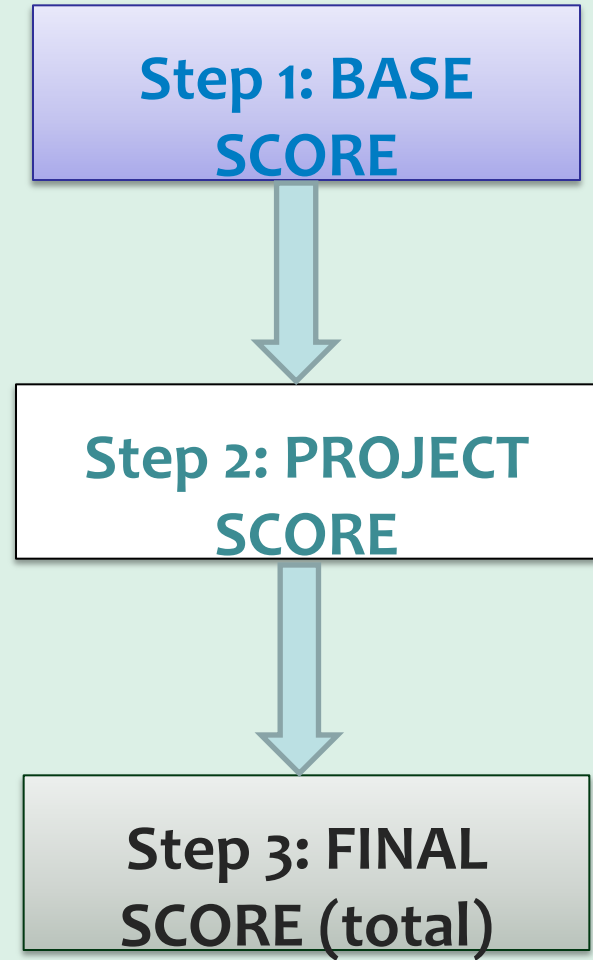 Step 1: BASE
SCORE
Step 2: PROJECT
SCORE
Step 3: FINAL
SCORE (total)